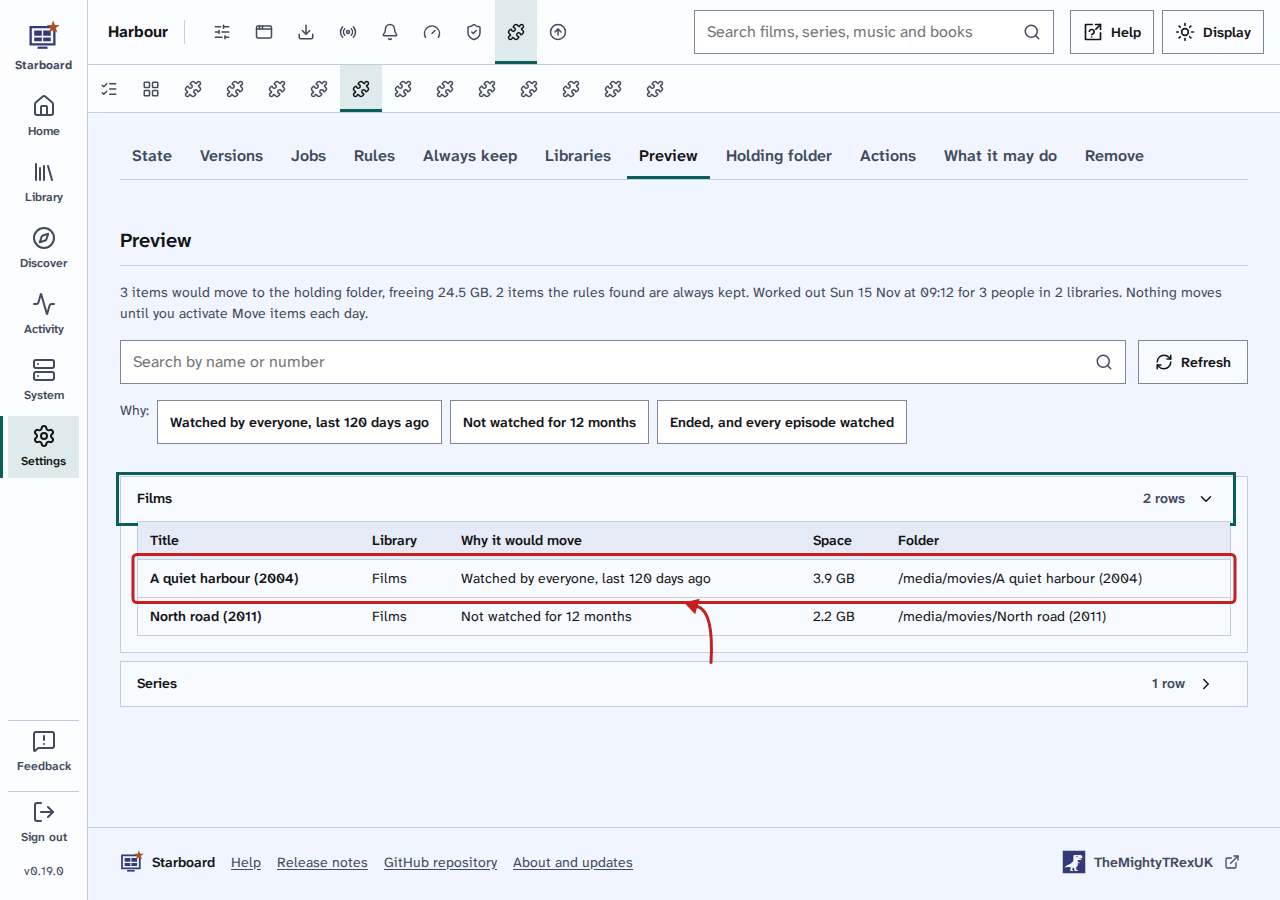 Starboard
Home
Library
Discover
Activity
System
Settings
Feedback
Sign out
v0.19.0
Harbour
Search films, series, music and books
Help
Display
State
Versions
Jobs
Rules
Always keep
Libraries
Preview
Holding folder
Actions
What it may do
Remove
Preview
3 items would move to the holding folder, freeing 24.5 GB. 2 items the rules found are always kept. Worked out Sun 15 Nov at 09:12 for 3 people in 2 libraries. Nothing moves
until you activate Move items each day.
Search by name or number
Refresh
Why:
Watched by everyone, last 120 days ago
Not watched for 12 months
Ended, and every episode watched
Films
2 rows
Title Library Why it would move Space Folder
A quiet harbour (2004) Films Watched by everyone, last 120 days ago 3.9 GB /media/movies/A quiet harbour (2004)
North road (2011) Films Not watched for 12 months 2.2 GB /media/movies/North road (2011)
Series
1 row
Starboard
Help
Release notes
GitHub repository
About and updates
TheMightyTRexUK